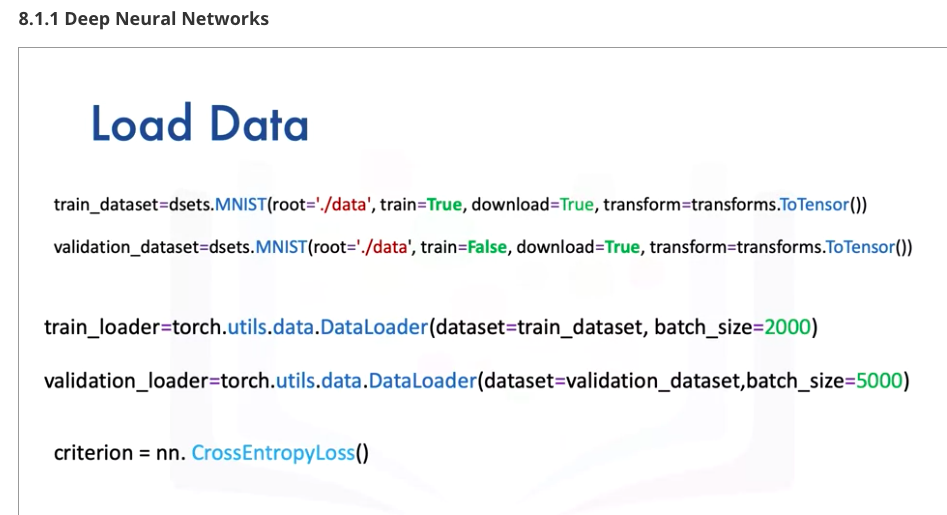 8.1.1 Deep Neural Networks
Load Data
train_dataset=dsets.MNIST(root='./data', train=True, download=True, transform=transforms.ToTensor())
validation_dataset=dsets.MNIST(root='./data', train=False, download=True, transform=transforms.ToTensor())
train_loader=torch.utils.data.DataLoader(dataset=train_dataset, batch_size=2000)
validation_loader=torch.utils.data.DataLoader(dataset=validation_dataset,batch_size=5000)
criterion = nn. CrossEntropyLoss()